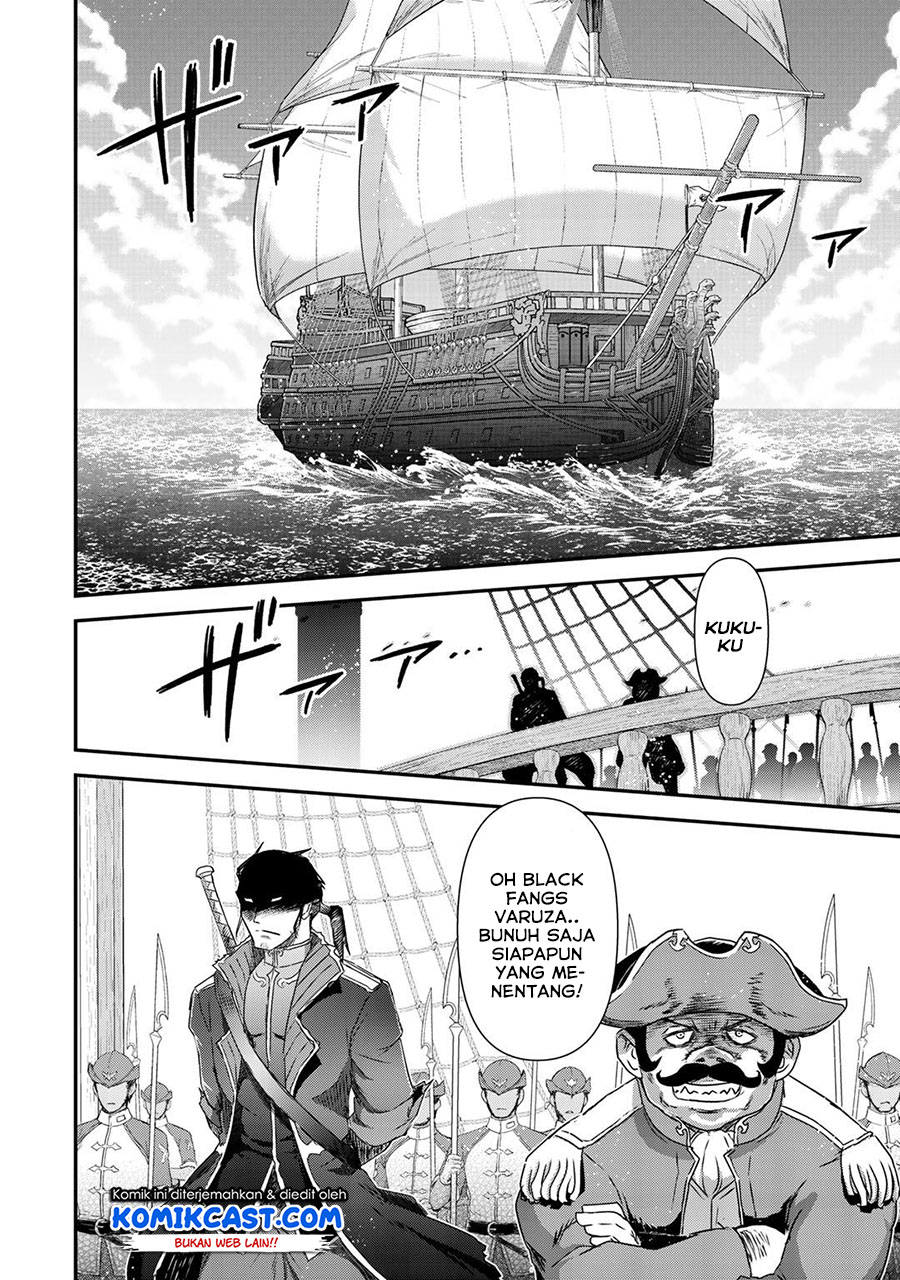 ザァァァ
KUKU-
KU
ザァァ…
OH BLACK
FANGS
VARUZA..
BUNUH SAJA
SIAPAPUN
YANG ME-
NENTANG!
Komik ini diterjemahkan & diedit oleh
KOMIKCAST.COM
BUKAN WEB LAIN!!